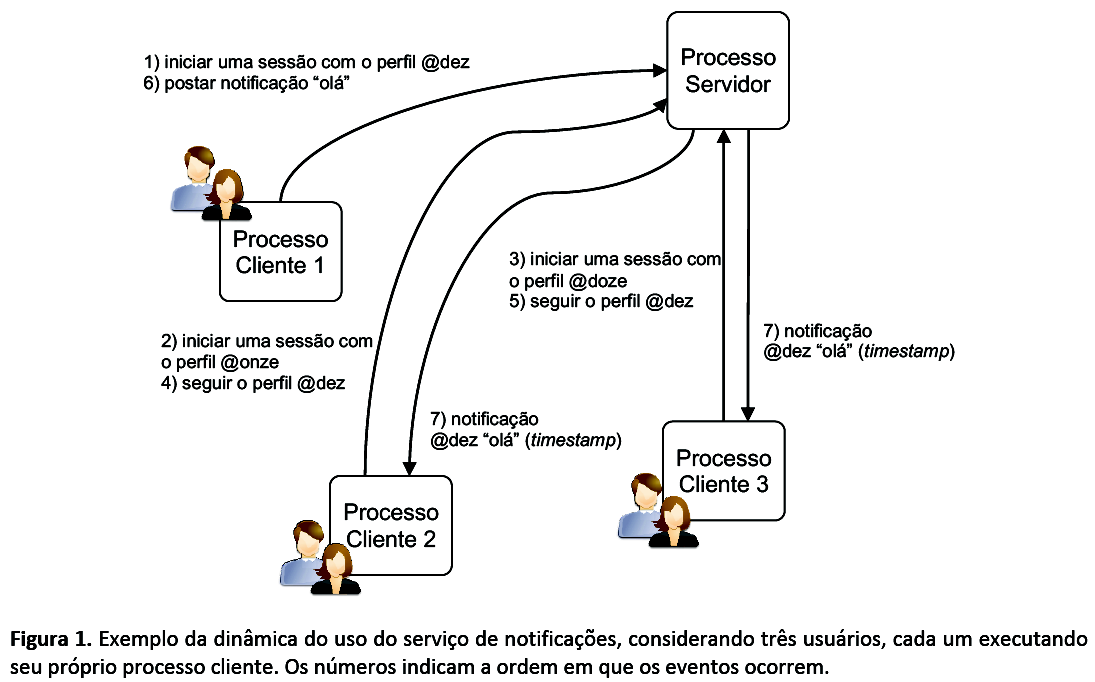 Processo
Servidor
1) iniciar uma sessão com o perfil @dez
6) postar notificação “olá”
Processo
Cliente 1
3) iniciar uma sessão com
o perfil @doze
5) seguir o perfil @dez
2) iniciar uma sessão com
o perfil @onze
4) seguir o perfil @dez
7) notificação
@dez “olá” (timestamp)
7) notificação
@dez “olá” (timestamp)
Processo
Cliente 3
Processo
Cliente 2
Figura 1. Exemplo da dinâmica do uso do serviço de notificações, considerando três usuários, cada um executando
seu próprio processo cliente. Os números indicam a ordem em que os eventos ocorrem.